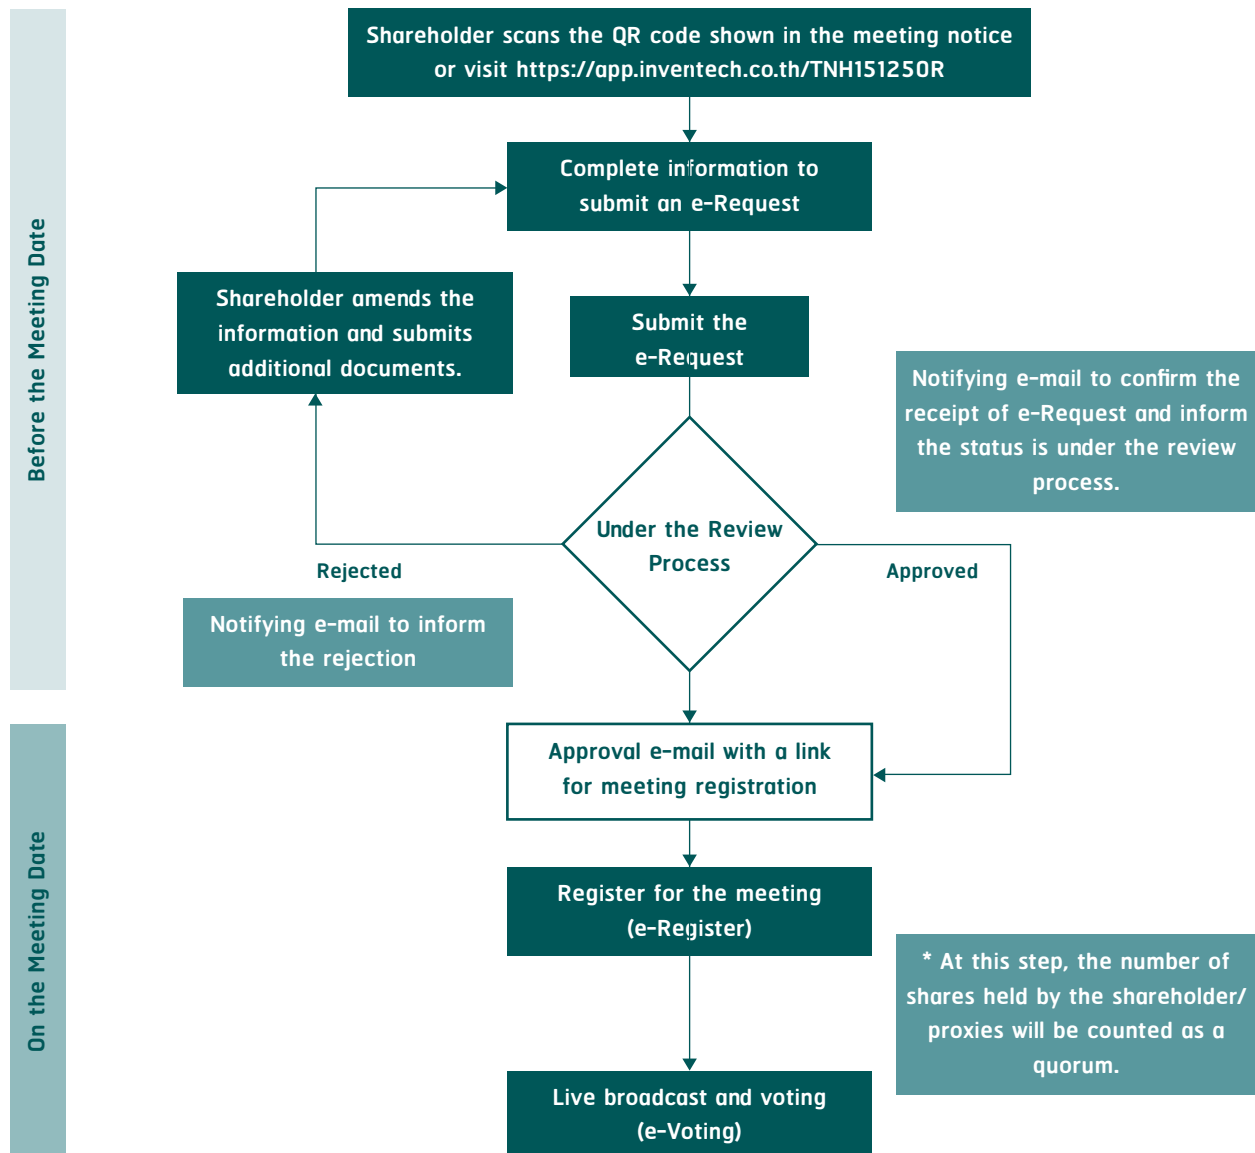 Before the Meeting Date
Shareholder scans the QR code shown in the meeting notice
or visit https://app.inventech.co.th/TNH151250R
Complete information to
submit an e-Request
Shareholder amends the
information and submits
additional documents.
Submit the
e-Request
Notifying e-mail to confirm the
receipt of e-Request and inform
the status is under the review
process.
Under the Review
Process
Rejected
Approved
Notifying e-mail to inform
the rejection
On the Meeting Date
Approval e-mail with a link
for meeting registration
Register for the meeting
(e-Register)
* At this step, the number of
shares held by the shareholder/
proxies will be counted as a
quorum.
Live broadcast and voting
(e-Voting)